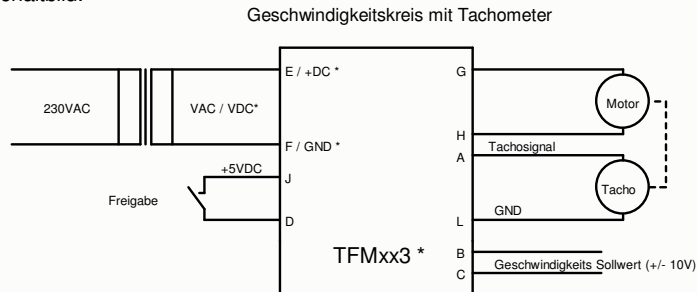 Geschwindigkeitskreis mit Tachometer
E / +DC *
G
230VAC
VAC / VDC*
Motor
H
F / GND *
Tachosignal
A
+5VDC
J
Freigabe
Tacho
D
GND
L
TFMxx3 *
B
Geschwindigkeits Sollwert (+/- 10V)
C